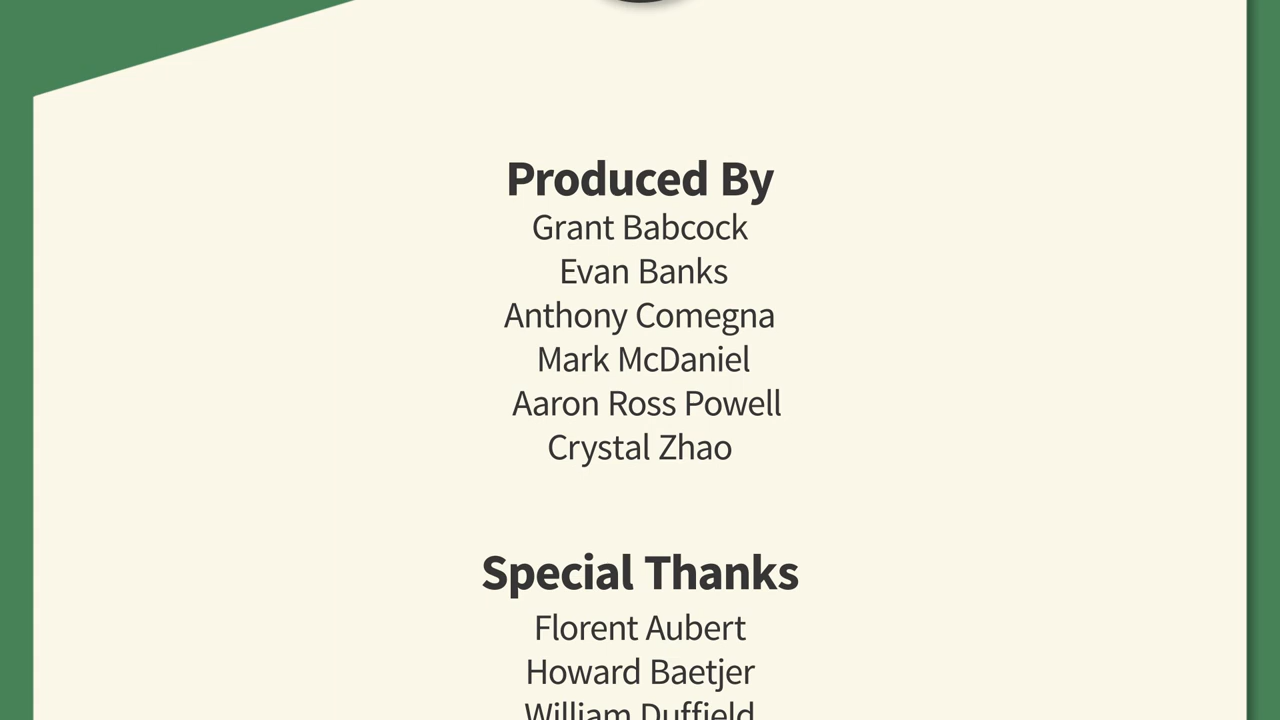 Produced By
Grant Babcock
Evan Banks
Anthony Comegna
Mark McDaniel
Aaron Ross Powell
Crystal Zhao
Special Thanks
Florent Aubert
Howard Baetjer
William Duffield